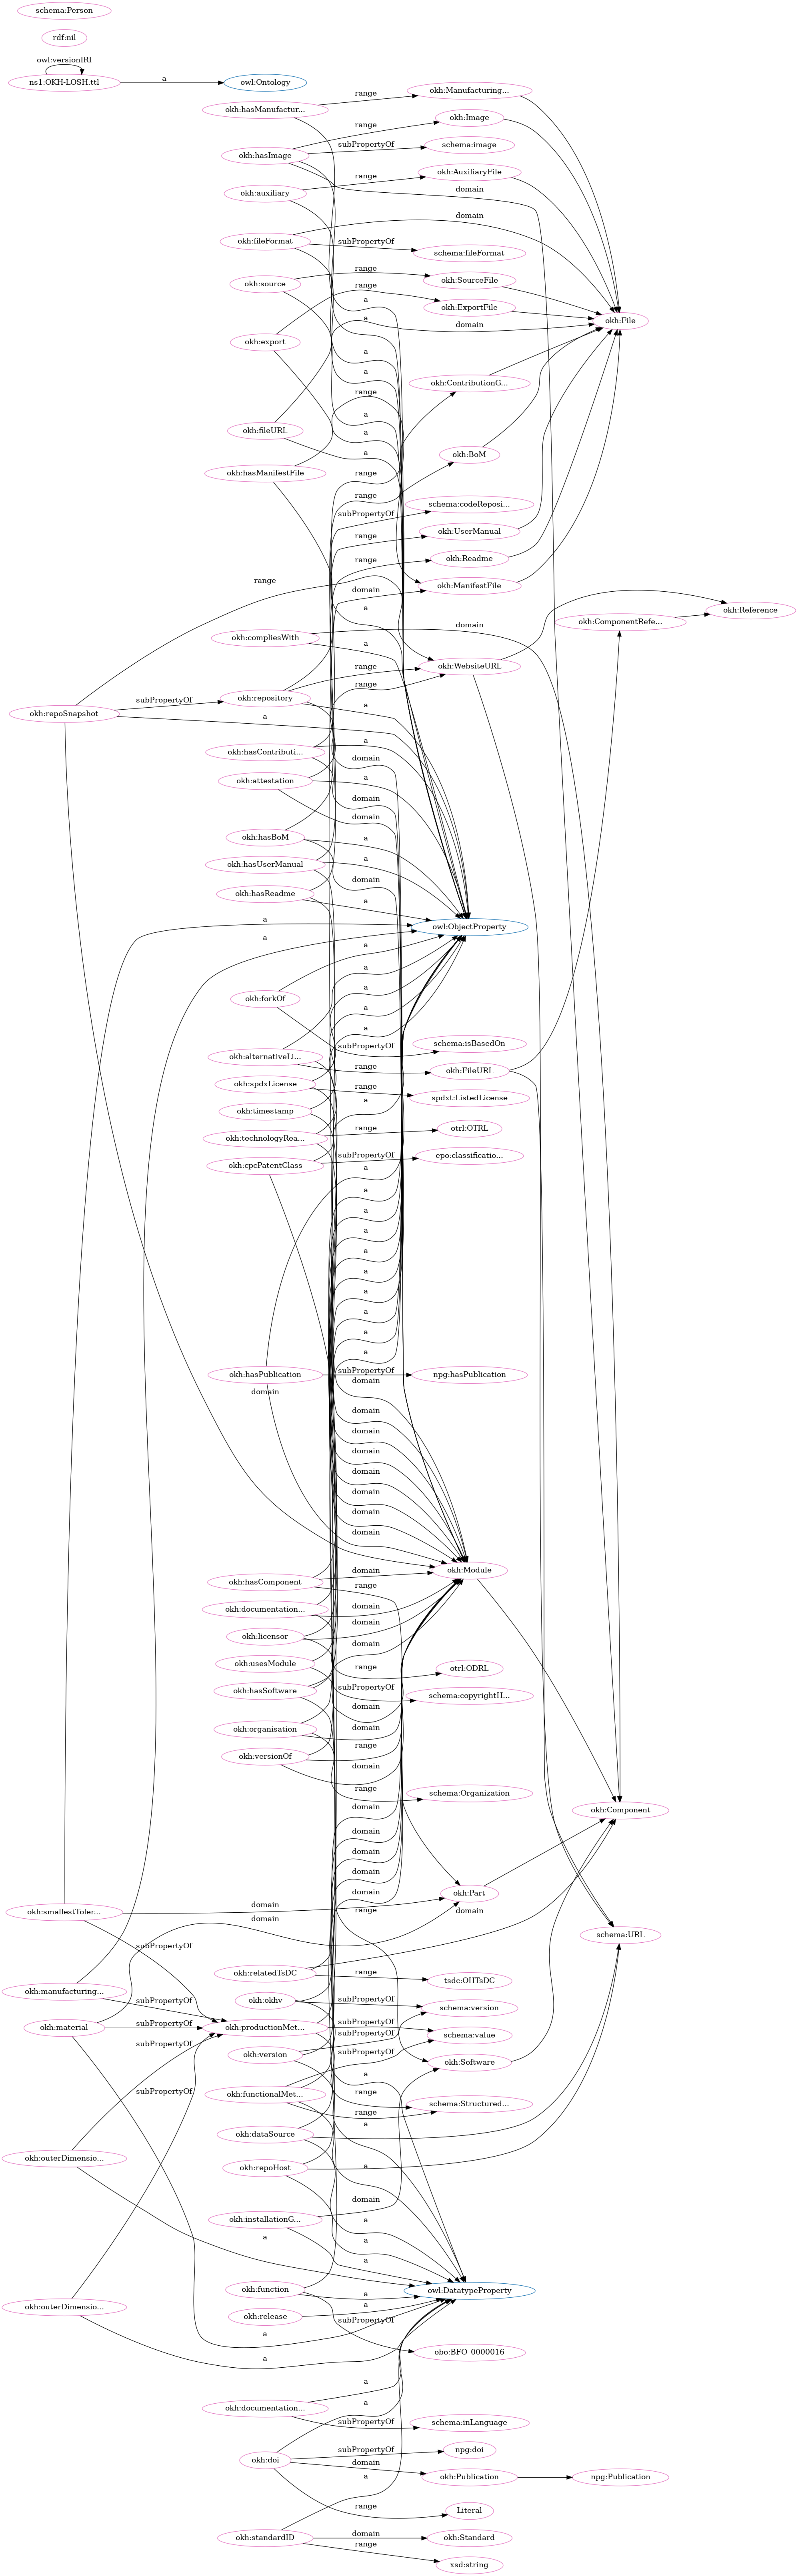 schema:Person
rdf:nil
owl:versionIRI
ns1:OKH-LOSH.ttl
a
owl:Ontology
okh:hasManufactur...
range
okh:Manufacturing...
okh:Image
range
subPropertyOf
schema:image
okh:hasImage
okh:AuxiliaryFile
range
domain
okh:auxiliary
domain
okh:fileFormat
subPropertyOf
schema:fileFormat
range
okh:source
okh:SourceFile
range
a
okh:ExportFile
a
domain
okh:File
okh:export
a
a
okh:ContributionG...
range
a
okh:fileURL
a
a
okh:BoM
okh:hasManifestFile
range
range
schema:codeReposi...
subPropertyOf
okh:UserManual
range
okh:Readme
range
range
okh:ManifestFile
domain
a
okh:Reference
okh:ComponentRefe...
domain
okh:compliesWith
a
range
okh:WebsiteURL
range
subPropertyOf
okh:repository
a
okh:repoSnapshot
a
a
okh:hasContributi...
domain
a
okh:attestation
domain
domain
okh:hasBoM
a
a
okh:hasUserManual
domain
okh:hasReadme
a
a
a
owl:ObjectProperty
a
a
okh:forkOf
a
a
a
subPropertyOf
schema:isBasedOn
okh:alternativeLi...
range
okh:FileURL
okh:spdxLicense
range
spdxt:ListedLicense
a
okh:timestamp
okh:technologyRea...
range
otrl:OTRL
subPropertyOf
epo:classificatio...
okh:cpcPatentClass
a
a
a
a
a
a
a
a
a
a
subPropertyOf
okh:hasPublication
npg:hasPublication
domain
domain
domain
domain
domain
domain
domain
domain
domain
okh:Module
okh:hasComponent
range
okh:documentation...
domain
domain
okh:licensor
domain
okh:usesModule
range
otrl:ODRL
subPropertyOf
okh:hasSoftware
schema:copyrightH...
domain
okh:organisation
domain
range
okh:versionOf
domain
range
schema:Organization
domain
okh:Component
domain
domain
okh:Part
domain
domain
okh:smallestToler...
range
domain
domain
schema:URL
subPropertyOf
okh:relatedTsDC
range
tsdc:OHTsDC
okh:manufacturing...
subPropertyOf
okh:okhv
subPropertyOf
schema:version
okh:material
subPropertyOf
okh:productionMet...
subPropertyOf
subPropertyOf
schema:value
subPropertyOf
okh:version
subPropertyOf
okh:Software
subPropertyOf
okh:functionalMet...
range
schema:Structured...
range
a
okh:dataSource
okh:outerDimensio...
a
okh:repoHost
domain
okh:installationG...
a
a
a
a
okh:function
owl:DatatypeProperty
a
a
okh:outerDimensio...
okh:release
subPropertyOf
a
obo:BFO_0000016
a
a
okh:documentation...
a
subPropertyOf
schema:inLanguage
subPropertyOf
npg:doi
okh:doi
domain
okh:Publication
npg:Publication
a
range
Literal
okh:standardID
domain
okh:Standard
range
xsd:string